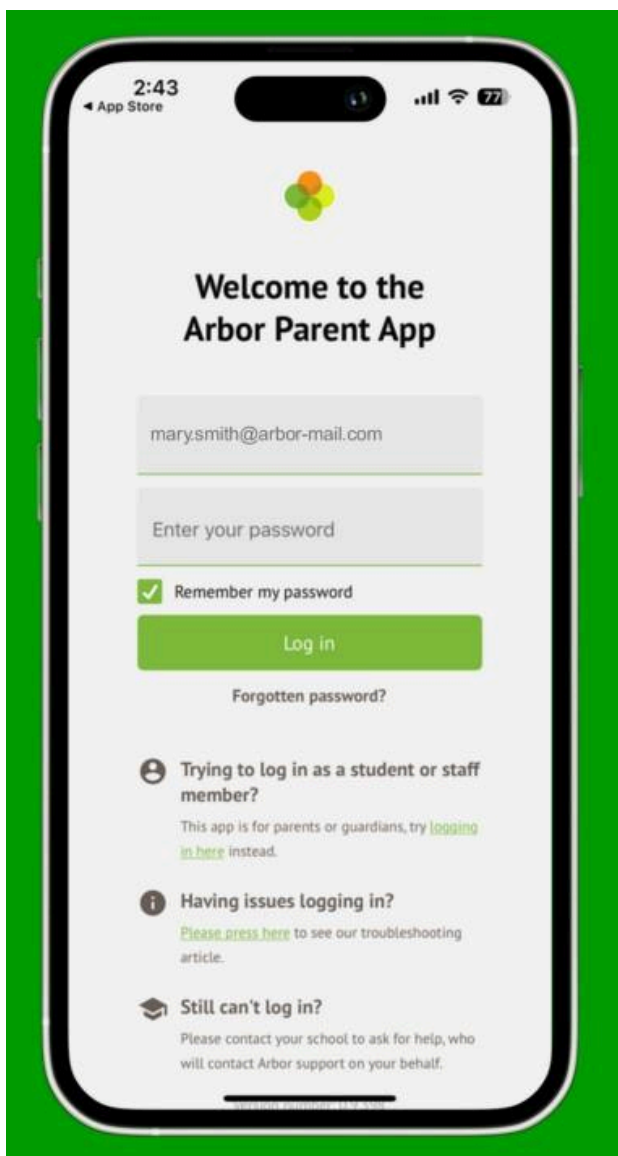 2:43
◄ App Store
77
Welcome to the
Arbor Parent App
mary.smith@arbor-mail.com
Enter your password
Remember my password
Log in
Forgotten password?
Trying to log in as a student or staff
member?
This app is for parents or guardians, try logging
in here instead.
Having issues logging in?
Please press here to see our troubleshooting
article.
Still can't log in?
Please contact your school to ask for help, who
will contact Arbor support on your behalf.